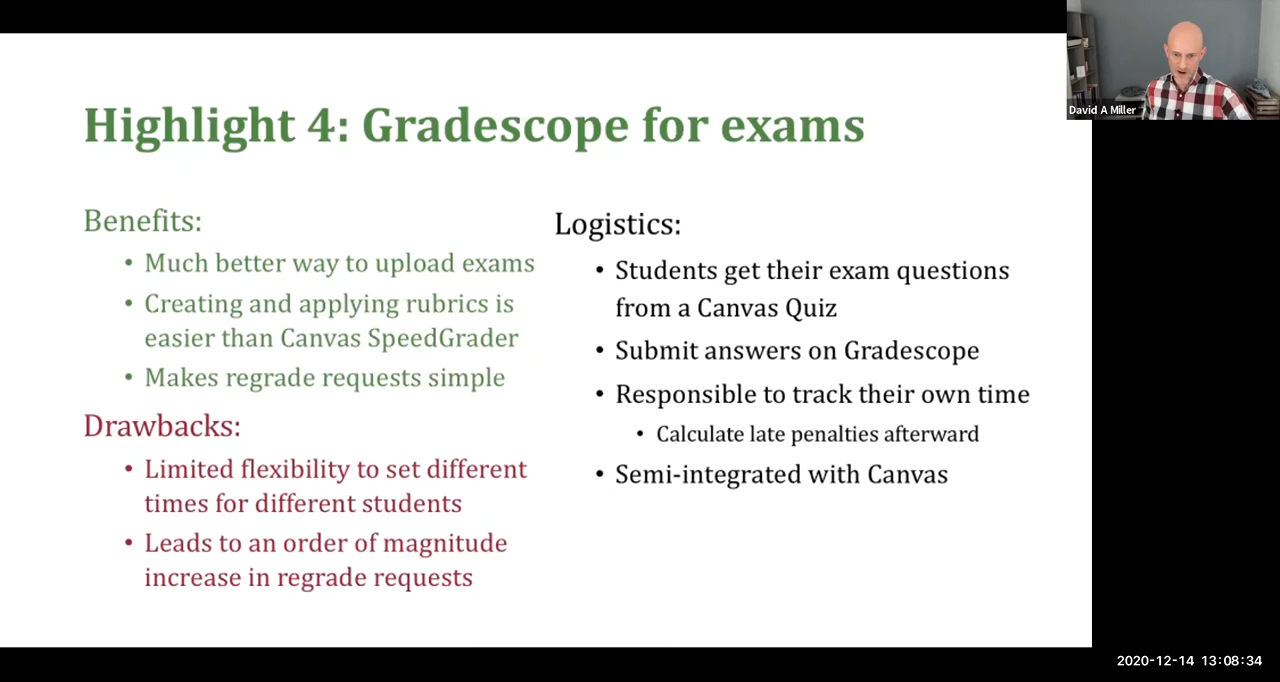 Highlight 4: Gradescope for exams
Benefits:
• Much better way to upload exams
• Creating and applying rubrics is
easier than Canvas SpeedGrader
• Makes regrade requests simple
Drawbacks:
• Limited flexibility to set different
times for different students
• Leads to an order of magnitude
increase in regrade requests
Logistics:
• Students get their exam questions
from a Canvas Quiz
• Submit answers on Gradescope
• Responsible to track their own time
• Calculate late penalties afterward
• Semi-integrated with Canvas
David A Miller
2020-12-14 13:08:34